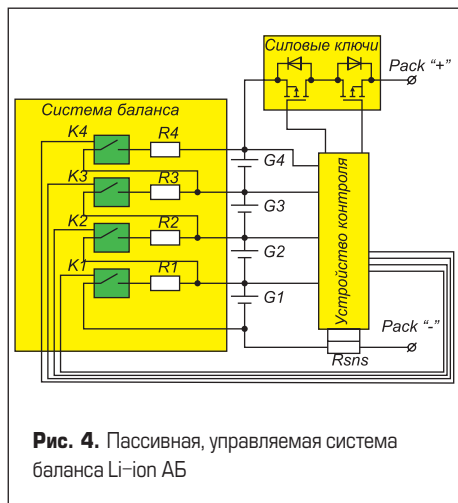 Силовые ключи
Pack “+”
Система баланса
K4
R4
G4
K3
R3
G3
K2
R2
G2
K1
R1
G1
Устройство контроля
Pack “-”
Rsns
Рис. 4. Пассивная, управляемая система
баланса Li-ion АБ